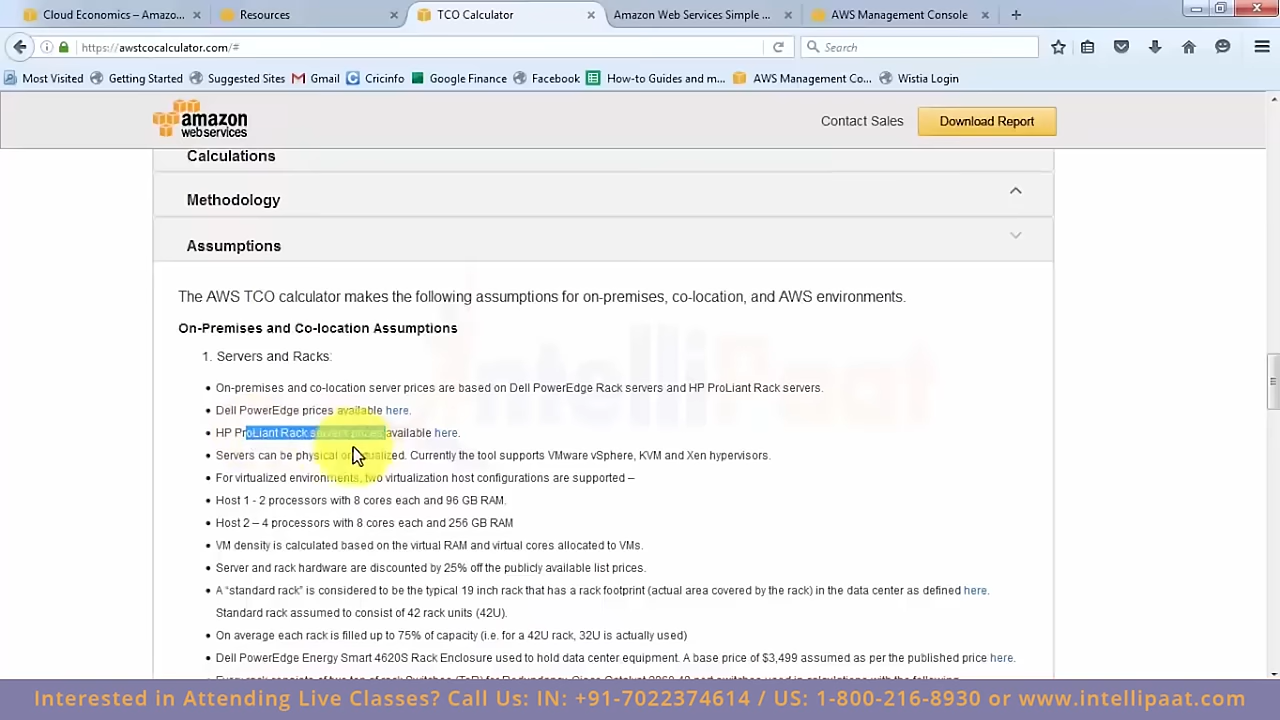 Cloud Economics – Amazo...
Resources
TCO Calculator
Amazon Web Services Simple ...
AWS Management Console
https://awstcocalculator.com/#
Search
Most Visited
Getting Started
Suggested Sites
Gmail
Cricinfo
Google Finance
Facebook
How-to Guides and m...
AWS Management Co...
Wistia Login
amazon
web services
Contact Sales
Download Report
Calculations
Methodology
Assumptions
The AWS TCO calculator makes the following assumptions for on-premises, co-location, and AWS environments.
On-Premises and Co-location Assumptions
1. Servers and Racks:
• On-premises and co-location server prices are based on Dell PowerEdge Rack servers and HP ProLiant Rack servers.
• Dell PowerEdge prices available here.
• HP ProLiant Rack servers prices available here.
• Servers can be physical or virtualized. Currently the tool supports VMware vSphere, KVM and Xen hypervisors.
• For virtualized environments, two virtualization host configurations are supported –
• Host 1 - 2 processors with 8 cores each and 96 GB RAM.
• Host 2 – 4 processors with 8 cores each and 256 GB RAM
• VM density is calculated based on the virtual RAM and virtual cores allocated to VMs.
• Server and rack hardware are discounted by 25% off the publicly available list prices.
• A “standard rack” is considered to be the typical 19 inch rack that has a rack footprint (actual area covered by the rack) in the data center as defined here.
Standard rack assumed to consist of 42 rack units (42U).
• On average each rack is filled up to 75% of capacity (i.e. for a 42U rack, 32U is actually used)
• Dell PowerEdge Energy Smart 4620S Rack Enclosure used to hold data center equipment. A base price of $3,499 assumed as per the published price here.
IntelliPaat
Interested in Attending Live Classes? Call Us: IN: +91-7022374614 / US: 1-800-216-8930 or www.intellipaat.com